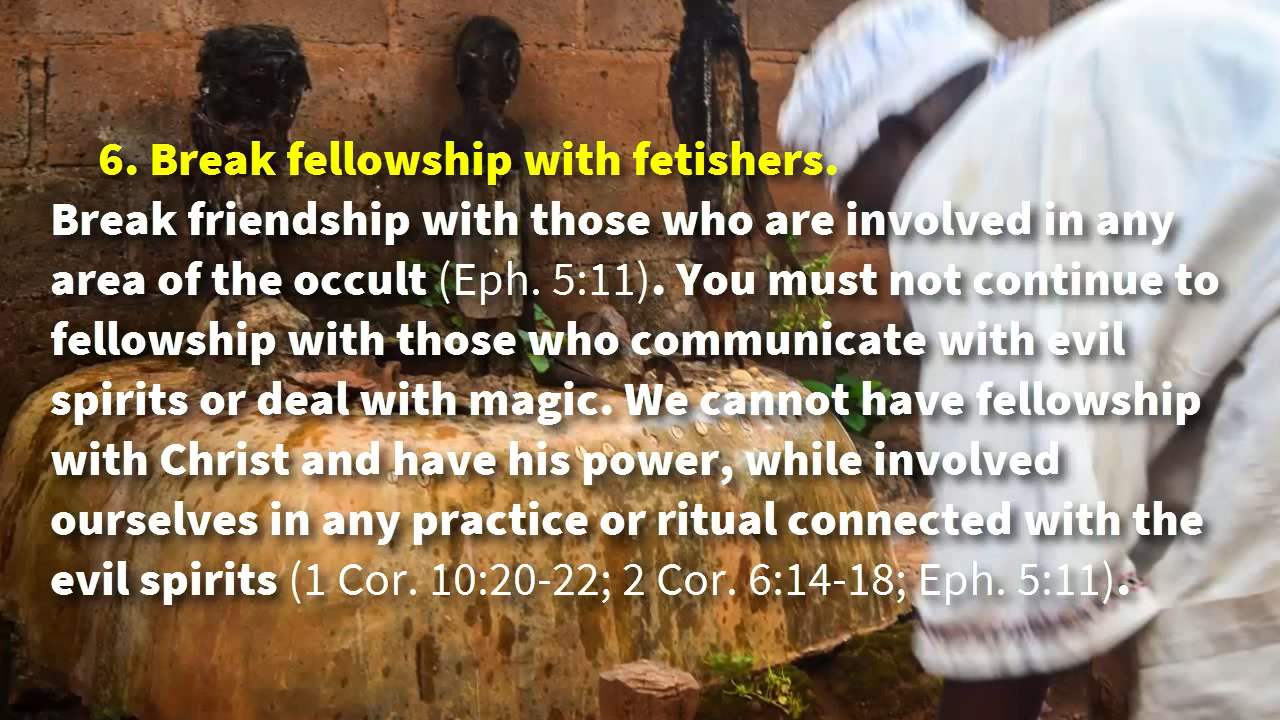 6. Break fellowship with fetishers.
Break friendship with those who are involved in any
area of the occult (Eph. 5:11). You must not continue to
fellowship with those who communicate with evil
spirits or deal with magic. We cannot have fellowship
with Christ and have his power, while involved
ourselves in any practice or ritual connected with the
evil spirits (1 Cor. 10:20-22; 2 Cor. 6:14-18; Eph. 5:11).